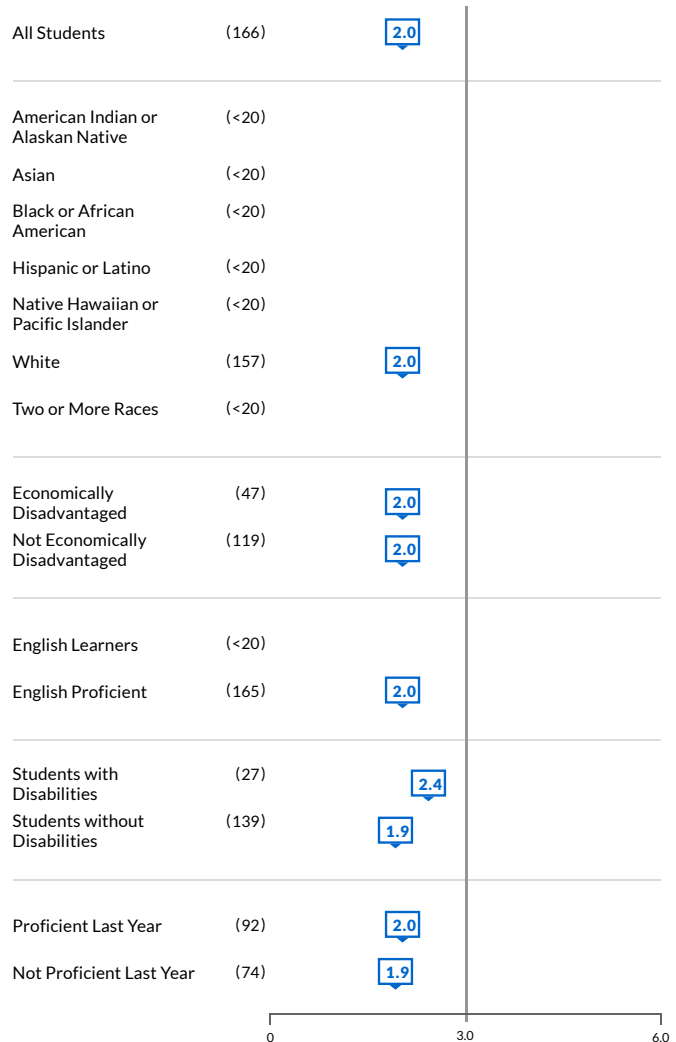 All Students (166) 2.0
American Indian or (<20)
Alaskan Native
Asian (<20)
Black or African (<20)
American
Hispanic or Latino (<20)
Native Hawaiian or (<20)
Pacific Islander
White (157) 2.0
Two or More Races (<20)
Economically (47) 2.0
Disadvantaged
Not Economically (119) 2.0
Disadvantaged
English Learners (<20)
English Proficient (165) 2.0
Students with (27) 2.4
Disabilities
Students without (139) 1.9
Disabilities
Proficient Last Year (92) 2.0
Not Proficient Last Year (74) 1.9
0 3.0 6.0